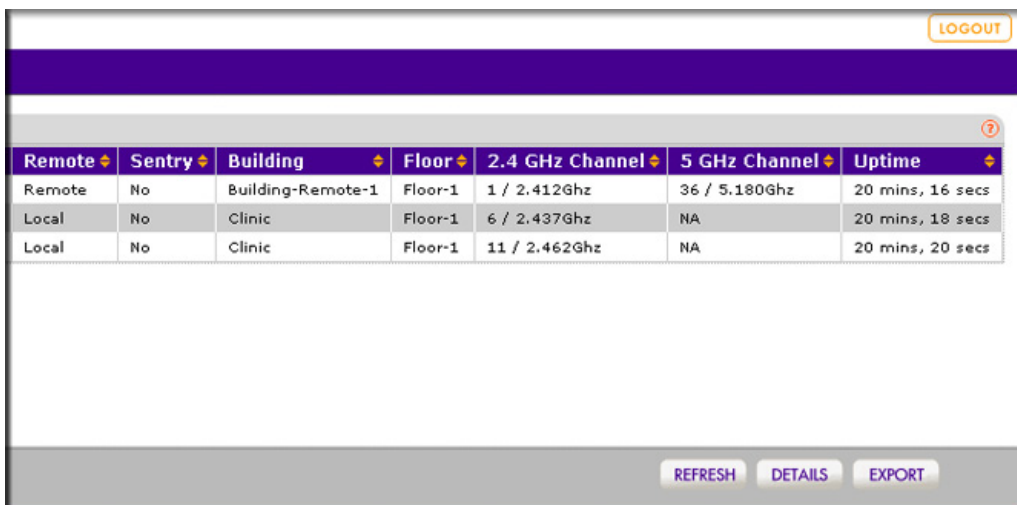 LOGOUT
?
Remote Sentry Building Floor 2.4 GHz Channel 5 GHz Channel Uptime
Remote No Building-Remote-1 Floor-1 1 / 2.412Ghz 36 / 5.180Ghz 20 mins, 16 secs
Local No Clinic Floor-1 6 / 2.437Ghz NA 20 mins, 18 secs
Local No Clinic Floor-1 11 / 2.462Ghz NA 20 mins, 20 secs
REFRESH DETAILS EXPORT